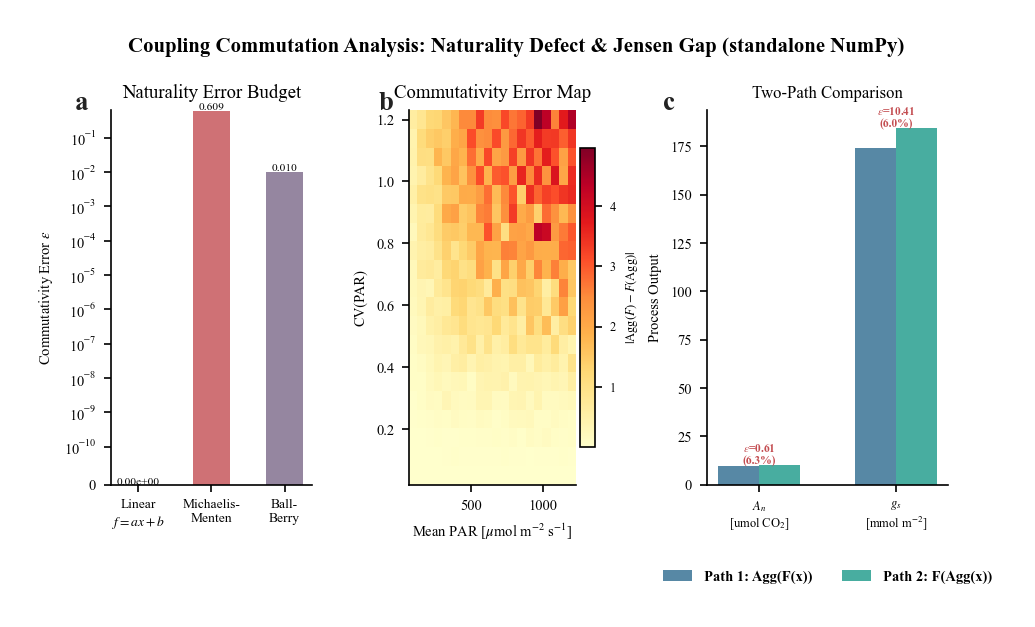 Coupling Commutation Analysis: Naturality Defect & Jensen Gap (standalone NumPy)
a
Naturality Error Budget
Commutativity Error ε
10⁻¹
10⁻²
10⁻³
10⁻⁴
10⁻⁵
10⁻⁶
10⁻⁷
10⁻⁸
10⁻⁹
10⁻¹⁰
0
0.00e+00
0.609
0.010
Linear
f=ax+b
Michaelis-
Menten
Ball-
Berry
b
Commutativity Error Map
CV(PAR)
1.2
1.0
0.8
0.6
0.4
0.2
500
1000
Mean PAR [μmol m⁻² s⁻¹]
4
3
2
1
|Agg(F) − F(Agg)|
c
Two-Path Comparison
Process Output
175
150
125
100
75
50
25
0
ε=0.61
(6.3%)
ε=10.41
(6.0%)
Aₙ
[umol CO₂]
gₛ
[mmol m⁻²]
Path 1: Agg(F(x))
Path 2: F(Agg(x))